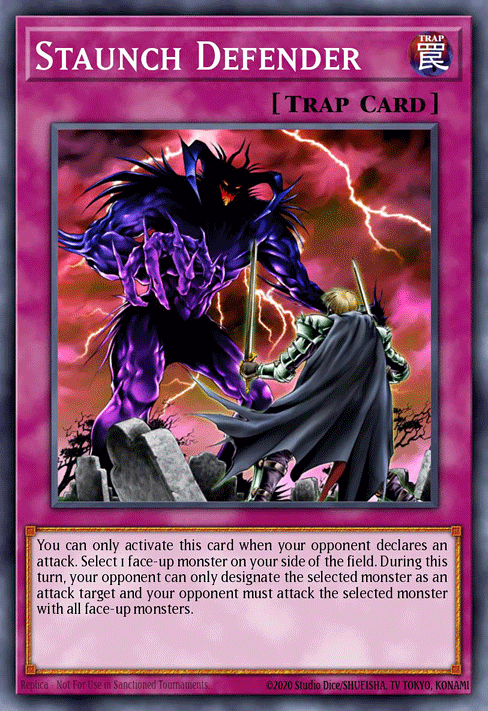 STAUNCH DEFENDER
TRAP
罠
[TRAP CARD]
You can only activate this card when your opponent declares an
attack. Select 1 face-up monster on your side of the field. During this
turn, your opponent can only designate the selected monster as an
attack target and your opponent must attack the selected monster
with all face-up monsters.
Replica - Not For Use in Sanctioned Tournaments.
©2020 Studio Dice/SHUEISHA, TV TOKYO, KONAMI